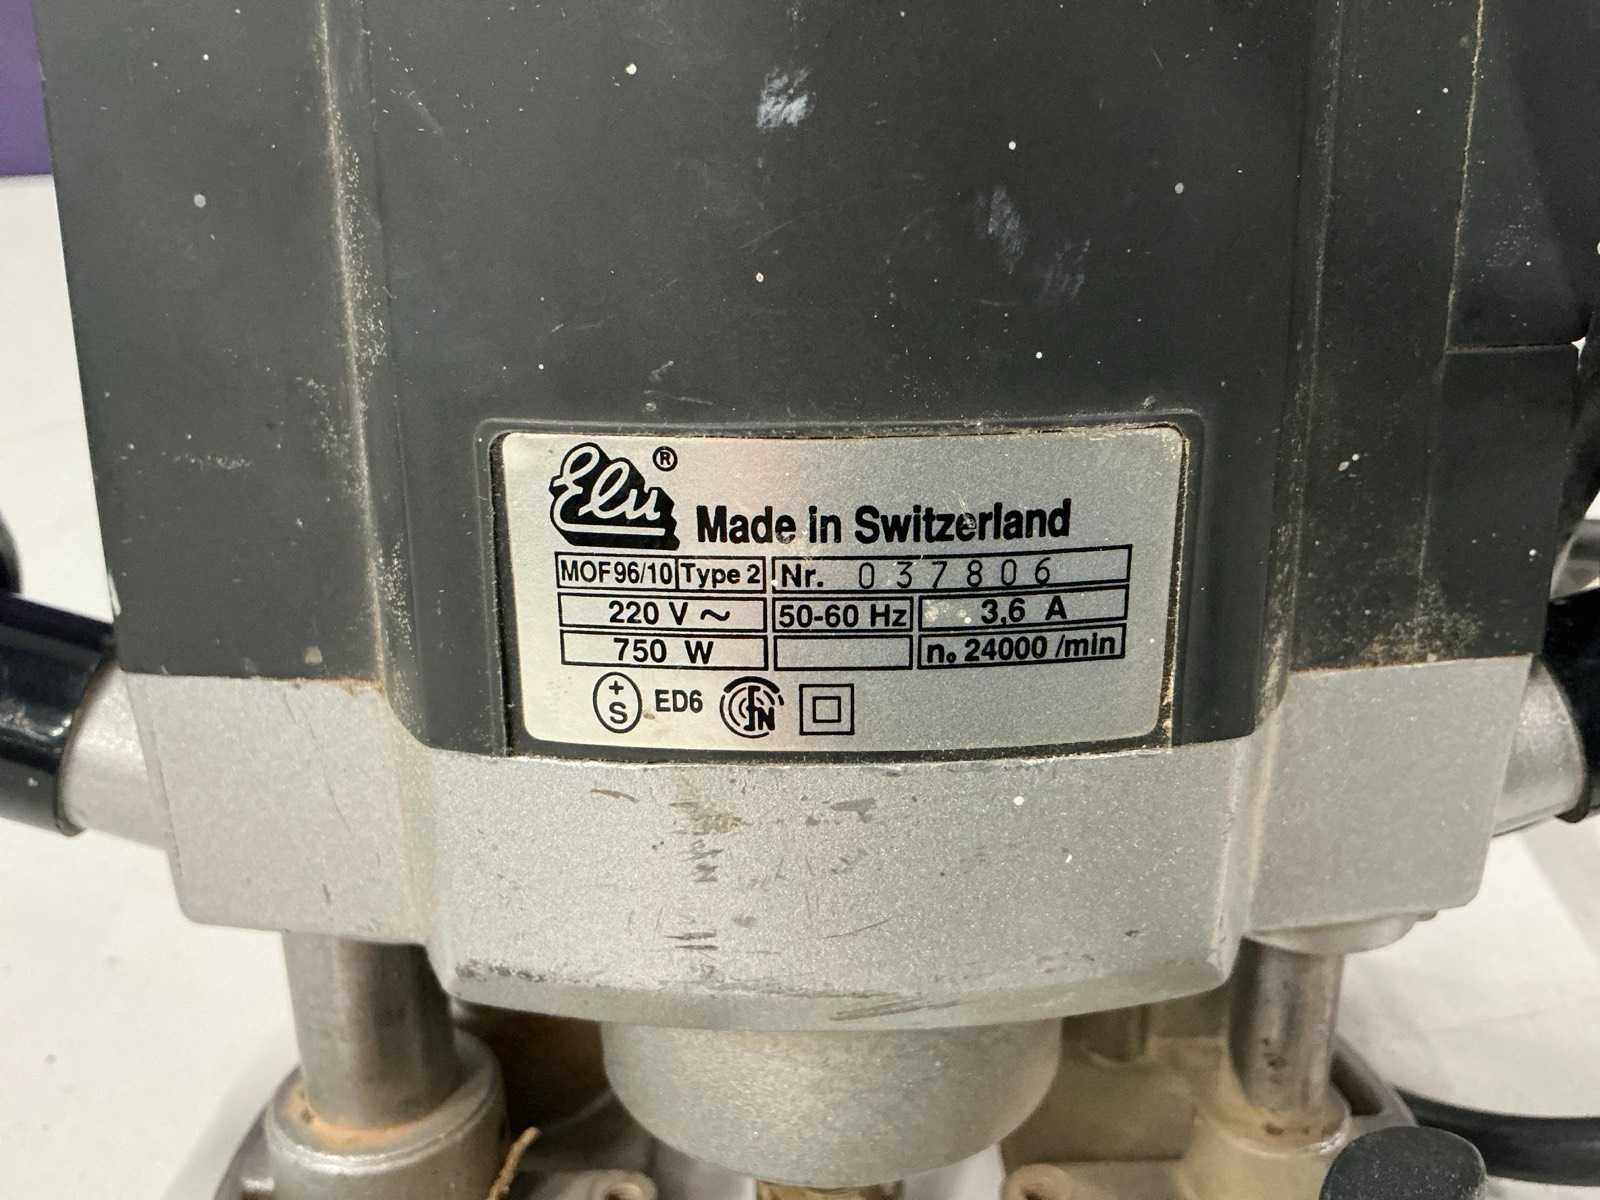 Elu ® Made in Switzerland
MOF96/10 Type 2 Nr. 037806
220 V ~ 50-60 Hz 3,6 A
750 W n₀ 24000 /min
+ S ED6 FN